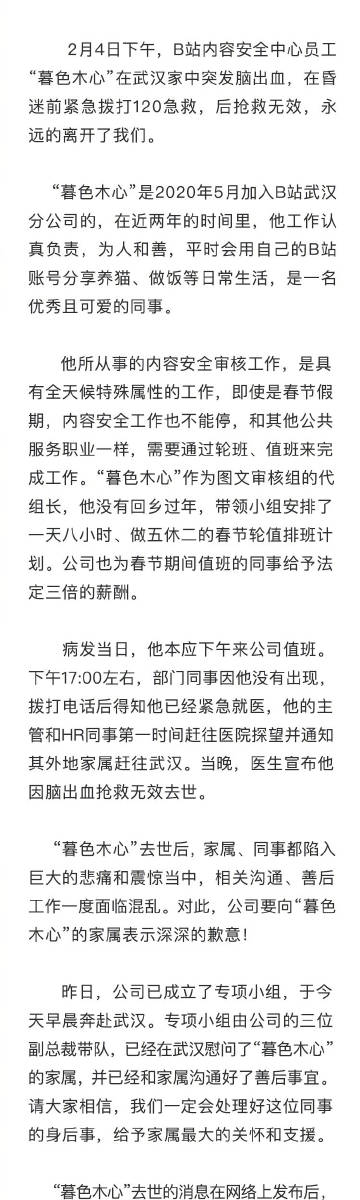 2月4日下午，B站内容安全中心员工
“暮色木心”在武汉家中突发脑出血，在昏
迷前紧急拨打120急救，后抢救无效，永
远的离开了我们。
“暮色木心”是2020年5月加入B站武汉
分公司的，在近两年的时间里，他工作认
真负责，为人和善，平时会用自己的B站
账号分享养猫、做饭等日常生活，是一名
优秀且可爱的同事。
他所从事的内容安全审核工作，是具
有全天候特殊属性的工作，即使是春节假
期，内容安全工作也不能停，和其他公共
服务职业一样，需要通过轮班、值班来完
成工作。“暮色木心”作为图文审核组的代
组长，他没有回乡过年，带领小组安排了
一天八小时、做五休二的春节轮值排班计
划。公司也为春节期间值班的同事给予法
定三倍的薪酬。
病发当日，他本应下午来公司值班。
下午17:00左右，部门同事因他没有出现，
拨打电话后得知他已经紧急就医，他的主
管和HR同事第一时间赶往医院探望并通知
其外地家属赶往武汉。当晚，医生宣布他
因脑出血抢救无效去世。
“暮色木心”去世后，家属、同事都陷入
巨大的悲痛和震惊当中，相关沟通、善后
工作一度面临混乱。对此，公司要向“暮色
木心”的家属表示深深的歉意！
昨日，公司已成立了专项小组，于今
天早晨奔赴武汉。专项小组由公司的三位
副总裁带队，已经在武汉慰问了“暮色木心”
的家属，并已经和家属沟通好了善后事宜。
请大家相信，我们一定会处理好这位同事
的身后事，给予家属最大的关怀和支援。
“暮色木心”去世的消息在网络上发布后，